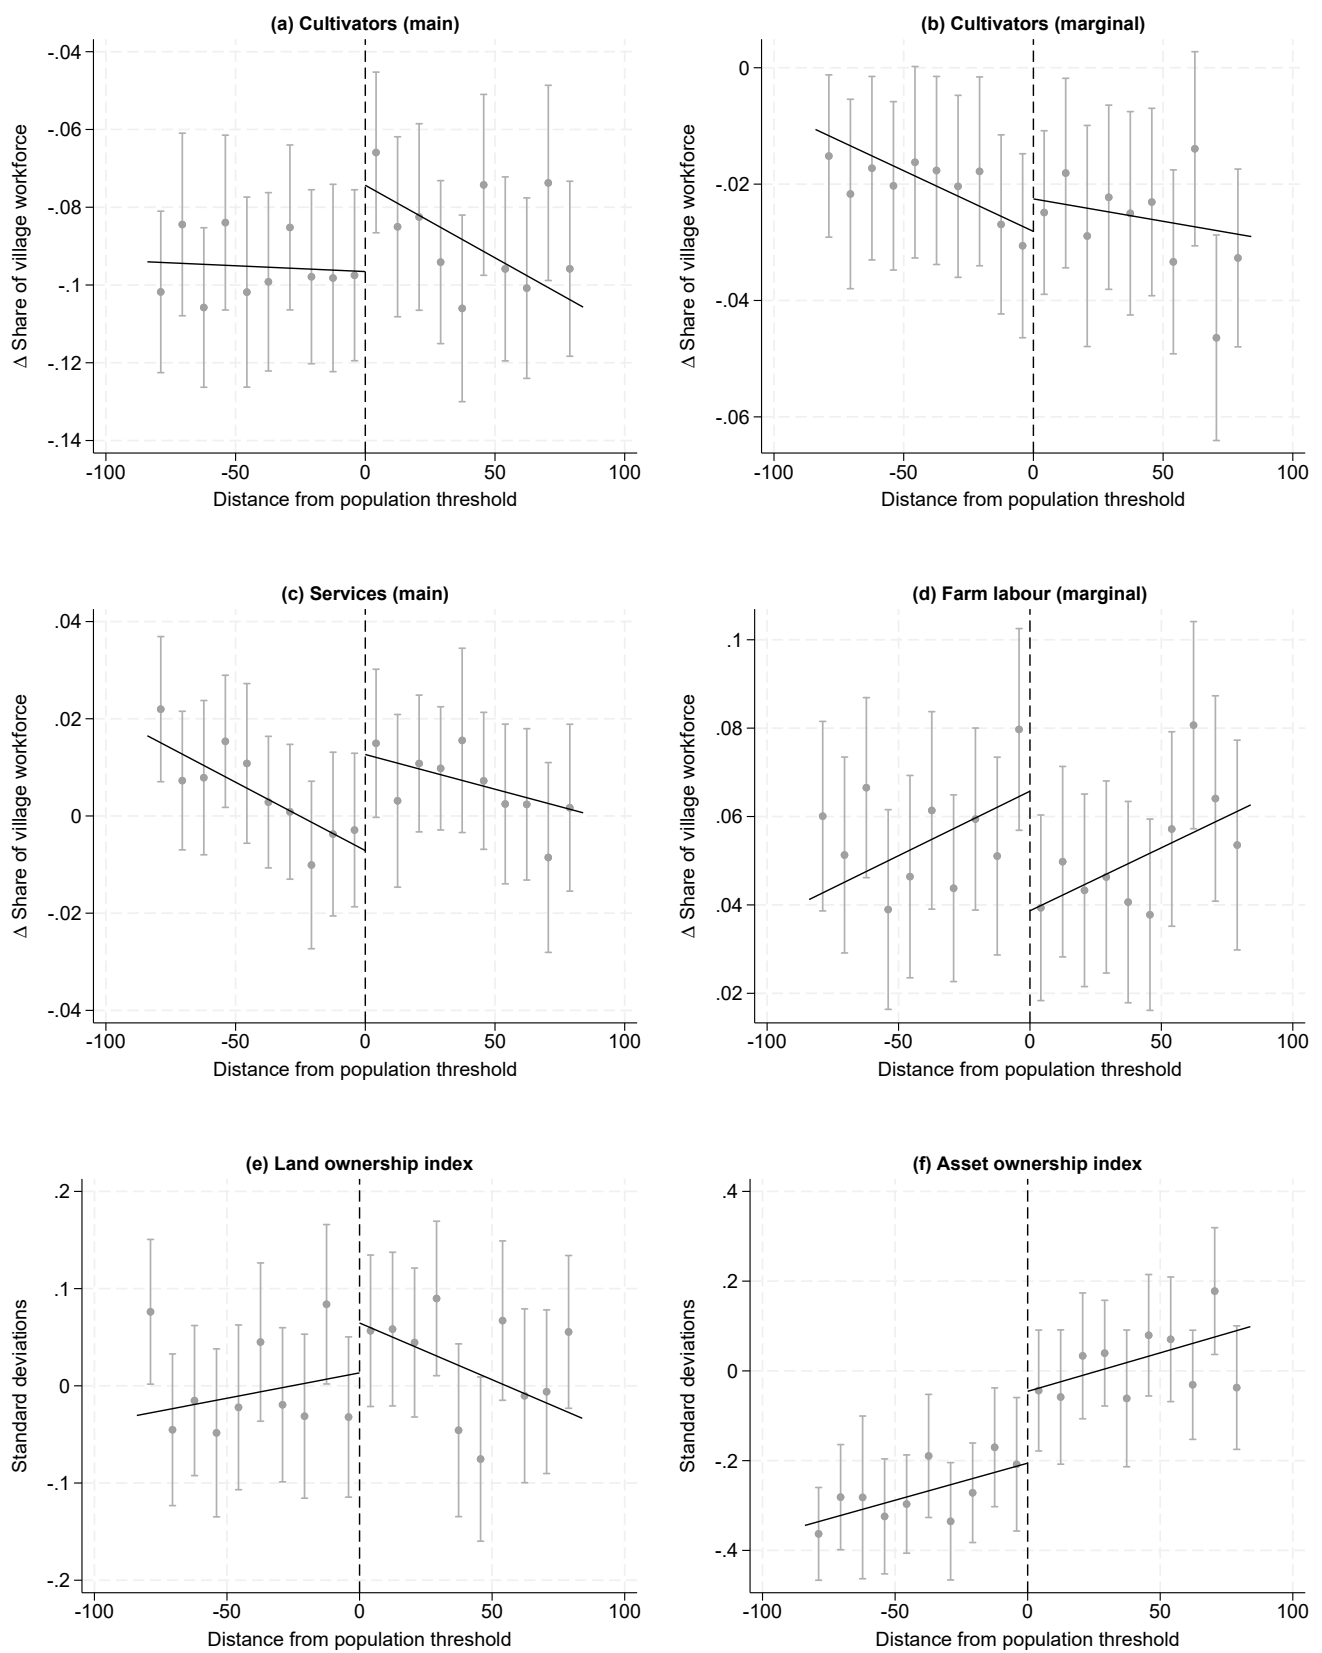 (a) Cultivators (main)
-.04
-.06
-.08
-.1
-.12
-.14
Δ Share of village workforce
-100 -50 0 50 100
Distance from population threshold
(b) Cultivators (marginal)
0
-.02
-.04
-.06
Δ Share of village workforce
-100 -50 0 50 100
Distance from population threshold
(c) Services (main)
.04
.02
0
-.02
-.04
Δ Share of village workforce
-100 -50 0 50 100
Distance from population threshold
(d) Farm labour (marginal)
.1
.08
.06
.04
.02
Δ Share of village workforce
-100 -50 0 50 100
Distance from population threshold
(e) Land ownership index
.2
.1
0
-.1
-.2
Standard deviations
-100 -50 0 50 100
Distance from population threshold
(f) Asset ownership index
.4
.2
0
-.2
-.4
Standard deviations
-100 -50 0 50 100
Distance from population threshold